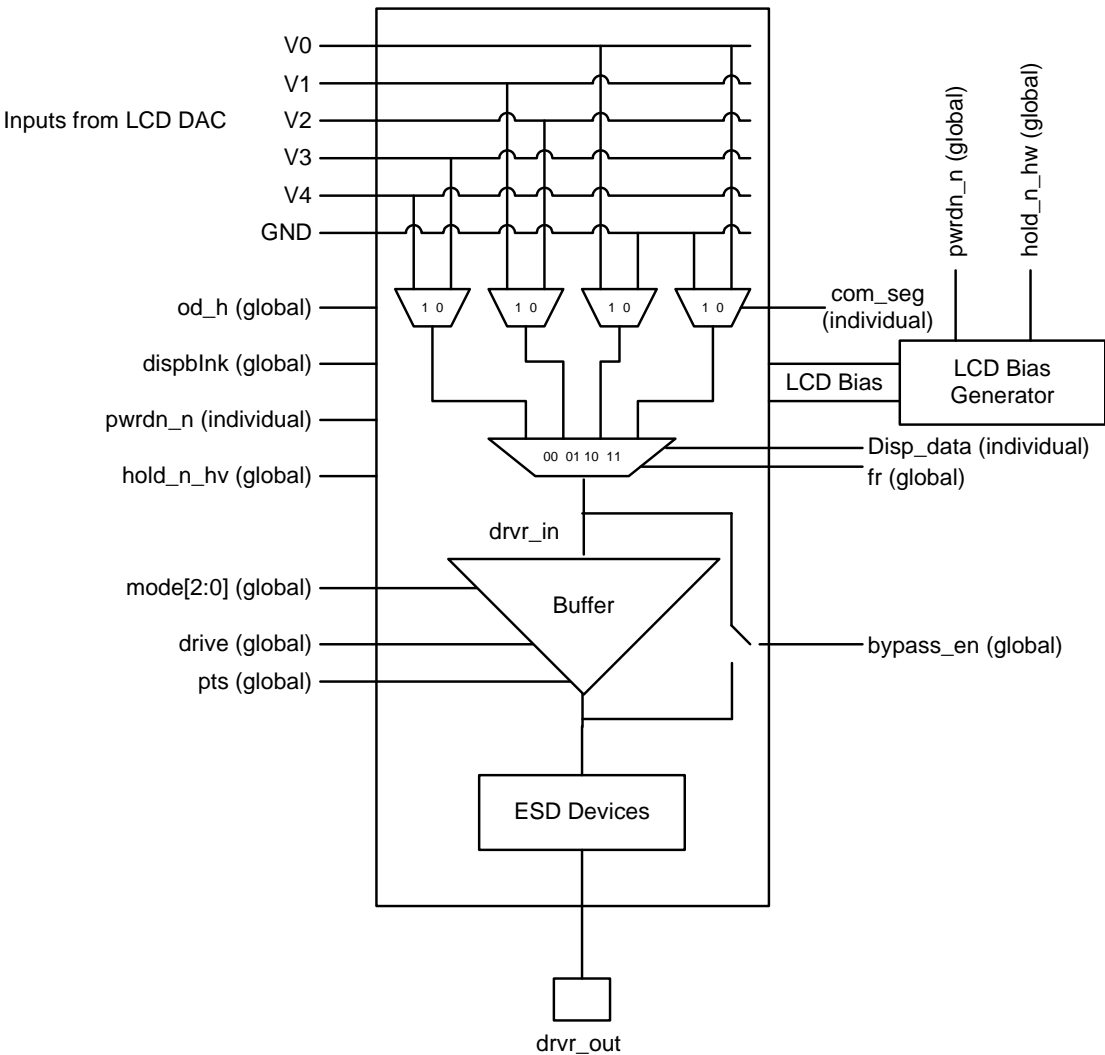 V0
V1
Inputs from LCD DAC
V2
V3
V4
GND
pwrdn_n (global)
hold_n_hw (global)
1 0
1 0
1 0
1 0
od_h (global)
com_seg
(individual)
dispblnk (global)
LCD Bias
LCD Bias
Generator
pwrdn_n (individual)
00 01 10 11
Disp_data (individual)
hold_n_hv (global)
fr (global)
drvr_in
mode[2:0] (global)
Buffer
drive (global)
bypass_en (global)
pts (global)
ESD Devices
drvr_out